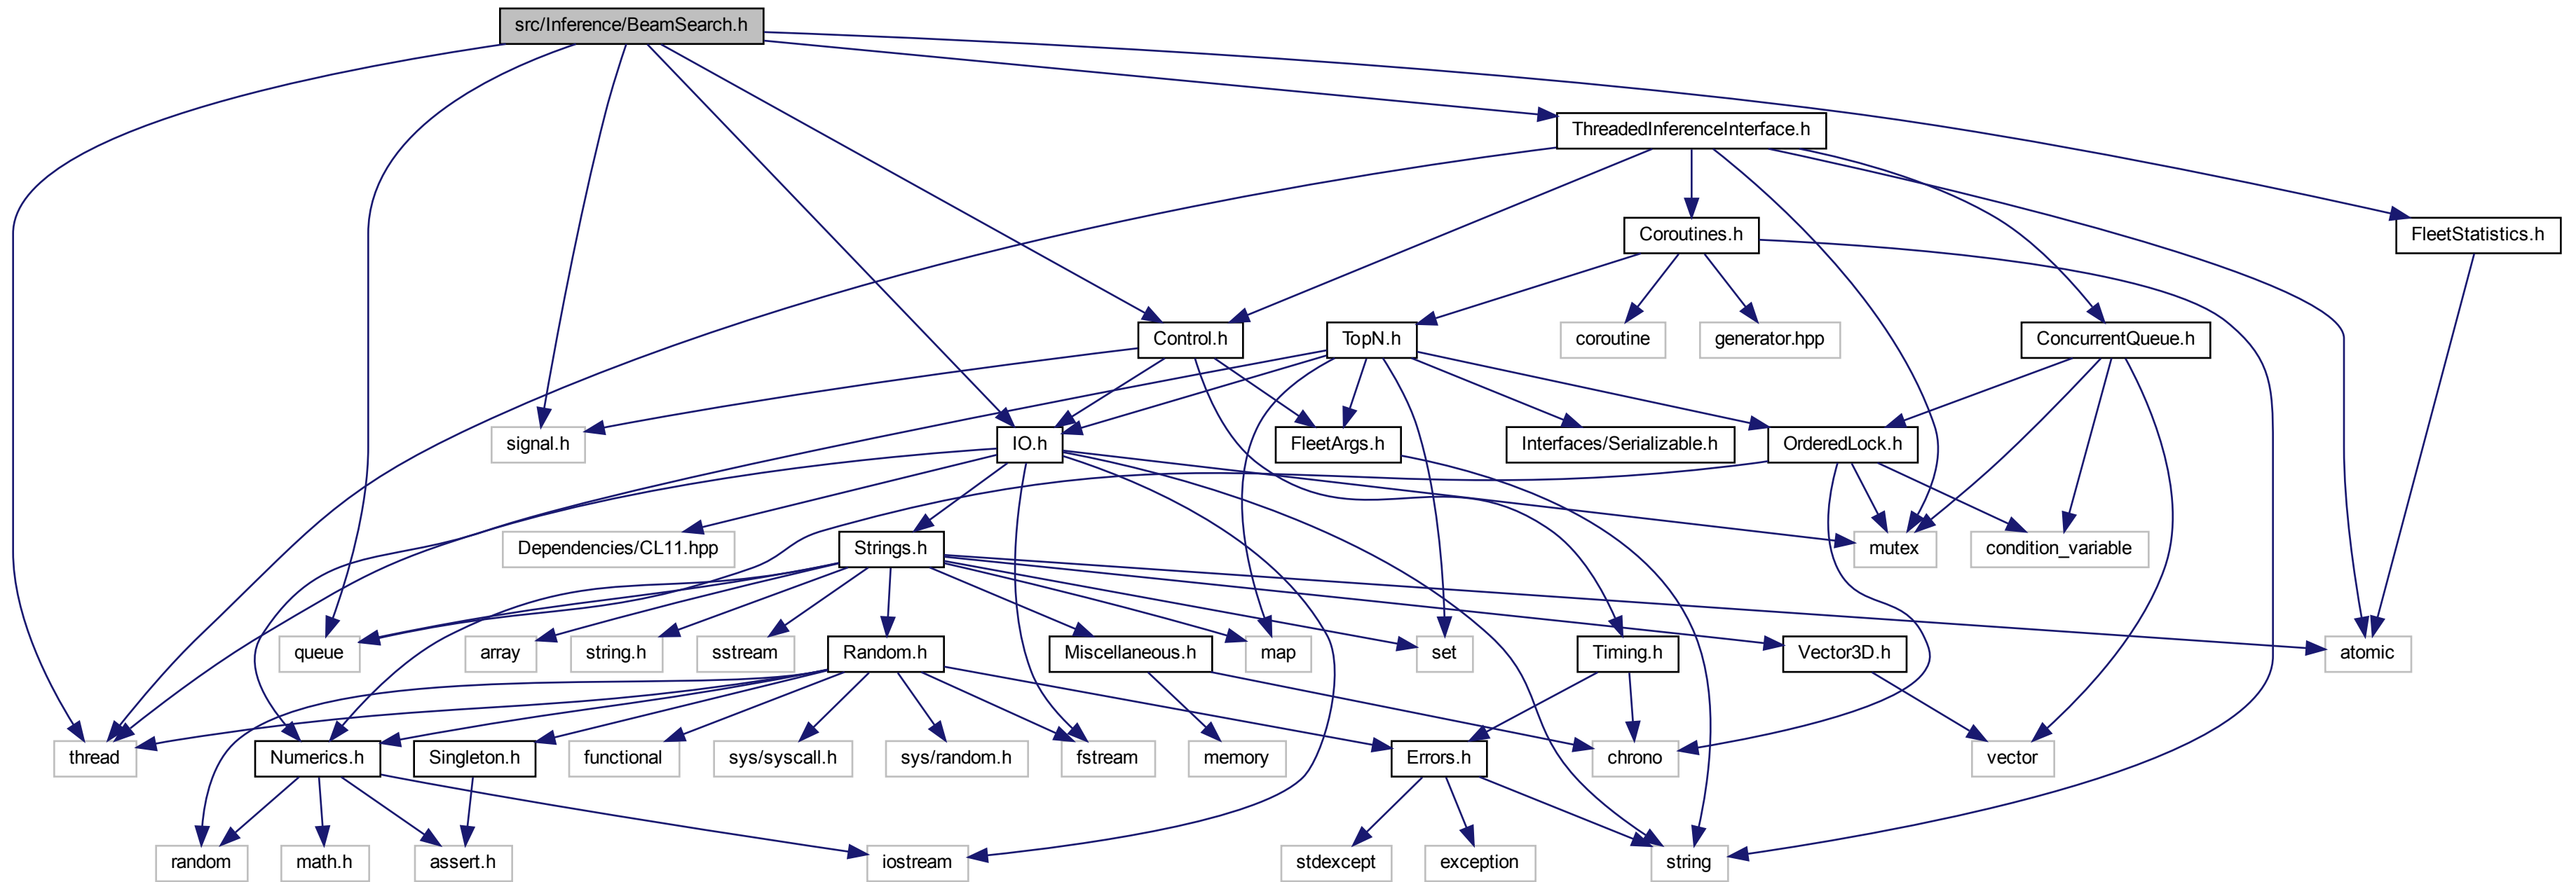 src/Inference/BeamSearch.h
ThreadedInferenceInterface.h
Coroutines.h
FleetStatistics.h
Control.h
TopN.h
coroutine
generator.hpp
ConcurrentQueue.h
signal.h
IO.h
FleetArgs.h
Interfaces/Serializable.h
OrderedLock.h
Dependencies/CL11.hpp
Strings.h
mutex
condition_variable
queue
array
string.h
sstream
Random.h
Miscellaneous.h
map
set
Timing.h
Vector3D.h
atomic
thread
Numerics.h
Singleton.h
functional
sys/syscall.h
sys/random.h
fstream
memory
Errors.h
chrono
vector
random
math.h
assert.h
iostream
stdexcept
exception
string